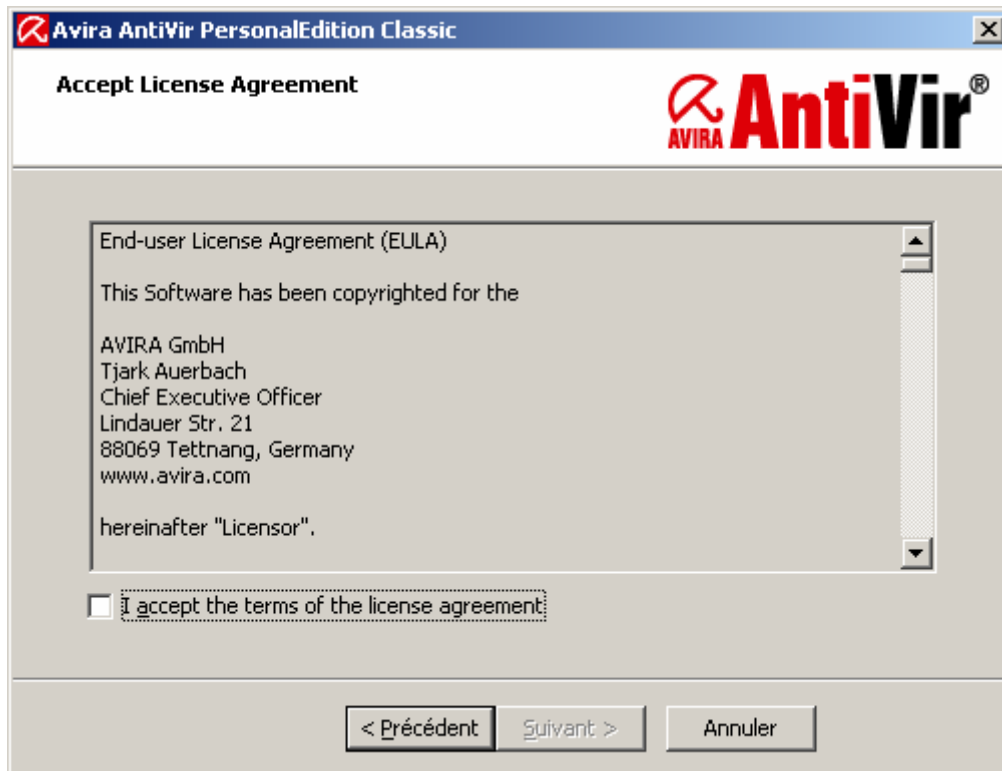 Avira AntiVir PersonalEdition Classic
Accept License Agreement
AVIRA AntiVir®
End-user License Agreement (EULA)
This Software has been copyrighted for the
AVIRA GmbH
Tjark Auerbach
Chief Executive Officer
Lindauer Str. 21
88069 Tettnang, Germany
www.avira.com
hereinafter "Licensor".
I accept the terms of the license agreement
< Précédent
Suivant >
Annuler